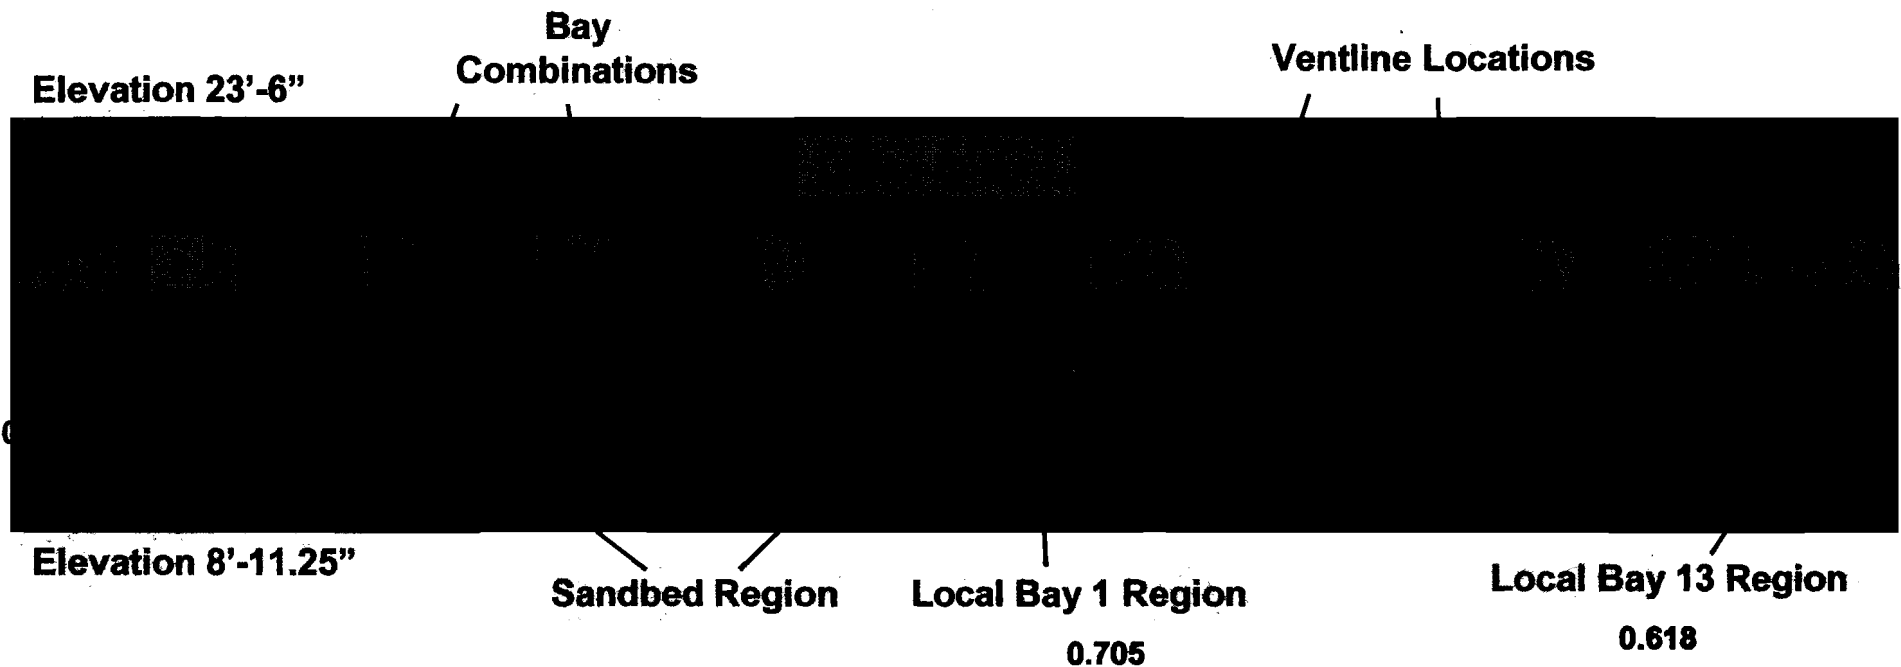 Bay
Combinations
Ventline Locations
Elevation 23'-6"
Elevation 8'-11.25"
Sandbed Region
Local Bay 1 Region
0.705
Local Bay 13 Region
0.618